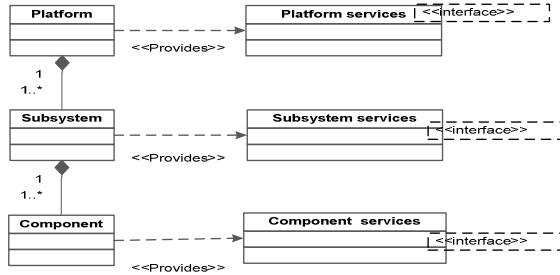 Platform
Platform services
<<interface>>
<<Provides>>
1
1..*
Subsystem
Subsystem services
<<interface>>
<<Provides>>
1
1..*
Component
Component services
<<interface>>
<<Provides>>